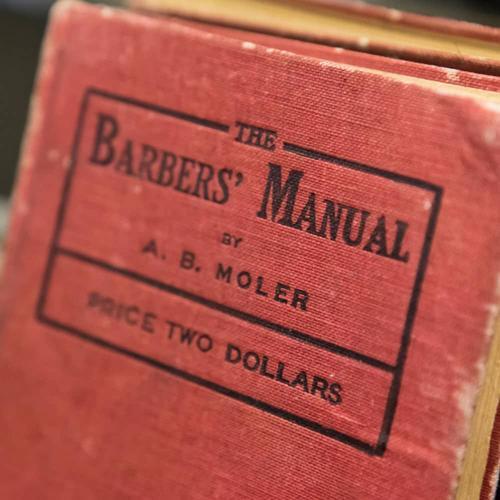 THE
BARBERS' MANUAL
BY
A. B. MOLER
PRICE TWO DOLLARS